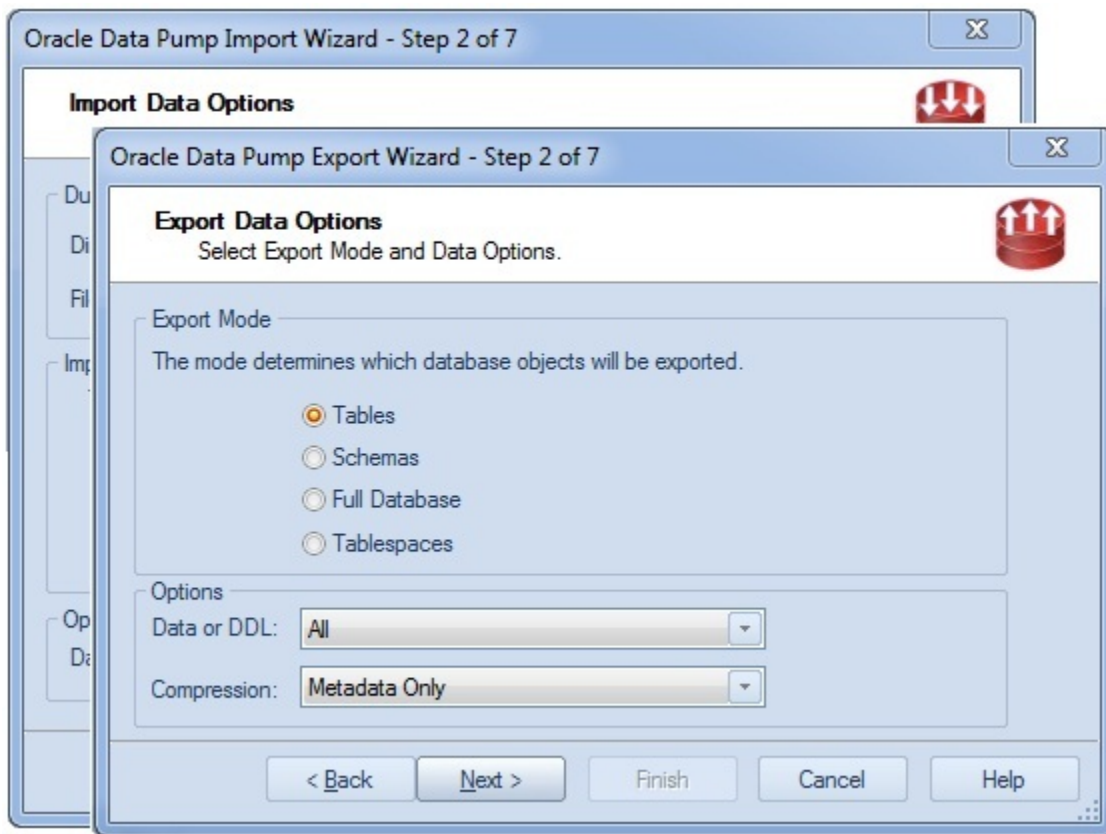 Oracle Data Pump Import Wizard - Step 2 of 7
Import Data Options
Oracle Data Pump Export Wizard - Step 2 of 7
Export Data Options
Select Export Mode and Data Options.
Export Mode
The mode determines which database objects will be exported.
Tables
Schemas
Full Database
Tablespaces
Options
Data or DDL: All
Compression: Metadata Only
< Back Next > Finish Cancel Help